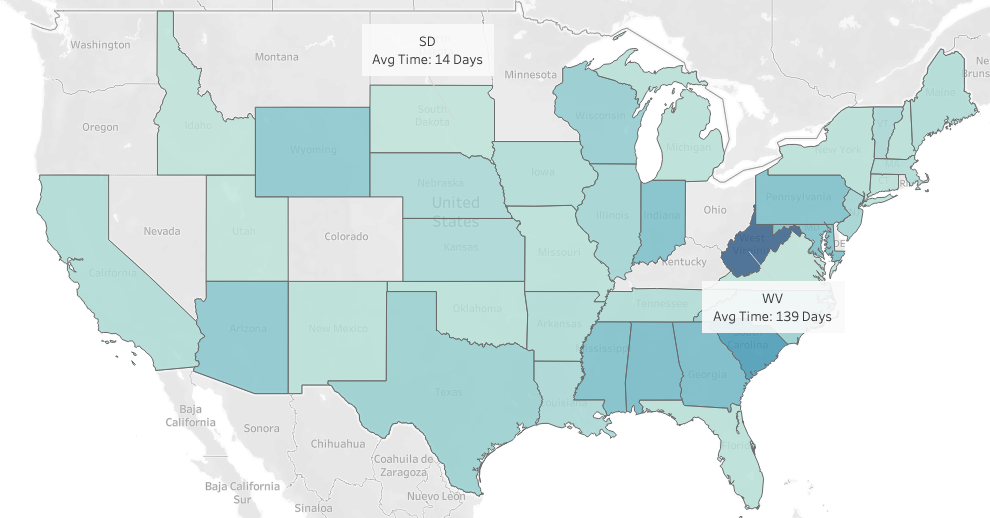 SD
Avg Time: 14 Days
Washington
Montana
Minnesota
Oregon
Idaho
South
Dakota
Wyoming
Wisconsin
Michigan
Maine
New York
Nebraska
Iowa
United
States
Nevada
Utah
Colorado
Kansas
Illinois
Indiana
Ohio
Pennsylvania
West
DE
California
Missouri
Kentucky
WV
Avg Time: 139 Days
Arizona
New Mexico
Oklahoma
Arkansas
Tennessee
Carolina
Georgia
Texas
Florida
Baja
California
Sonora
Chihuahua
Coahuila de
Zaragoza
Baja California
Sur
Sinaloa
Nuevo León